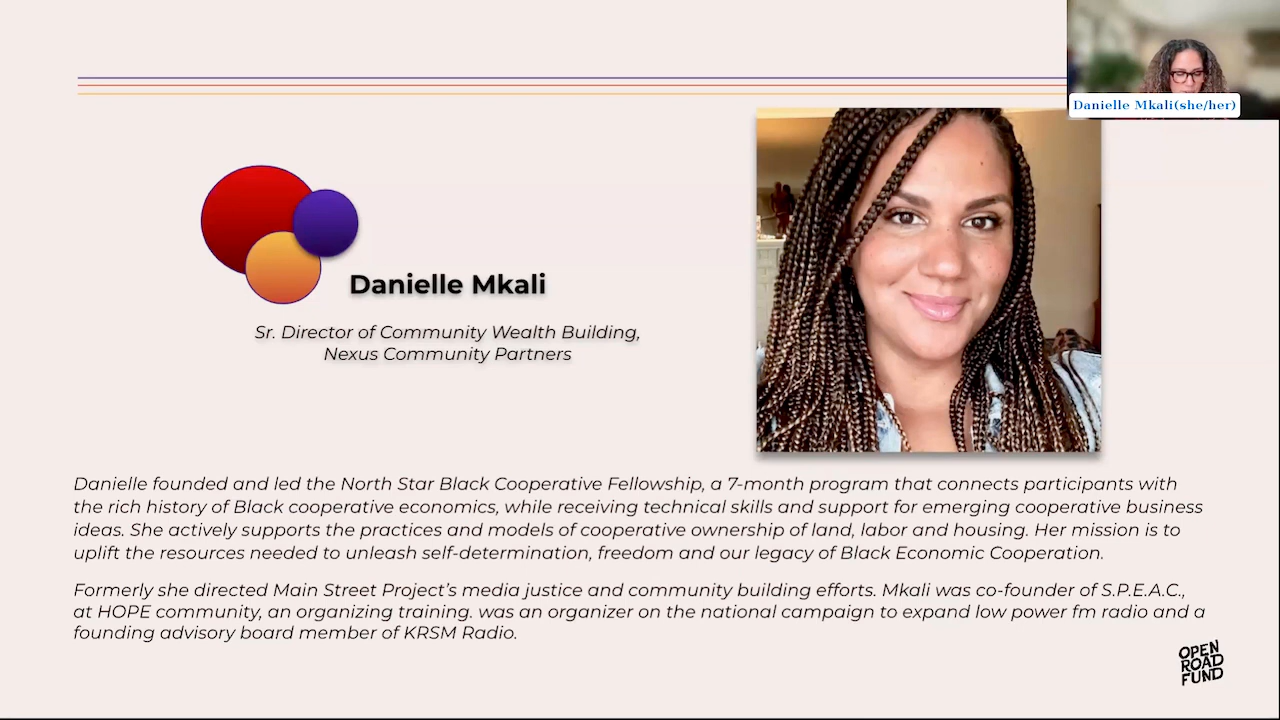 Danielle Mkali(she/her)
Danielle Mkali
Sr. Director of Community Wealth Building,
Nexus Community Partners
Danielle founded and led the North Star Black Cooperative Fellowship, a 7-month program that connects participants with
the rich history of Black cooperative economics, while receiving technical skills and support for emerging cooperative business
ideas. She actively supports the practices and models of cooperative ownership of land, labor and housing. Her mission is to
uplift the resources needed to unleash self-determination, freedom and our legacy of Black Economic Cooperation.
Formerly she directed Main Street Project’s media justice and community building efforts. Mkali was co-founder of S.P.E.A.C.,
at HOPE community, an organizing training. was an organizer on the national campaign to expand low power fm radio and a
founding advisory board member of KRSM Radio.
OPEN
ROAD
FUND